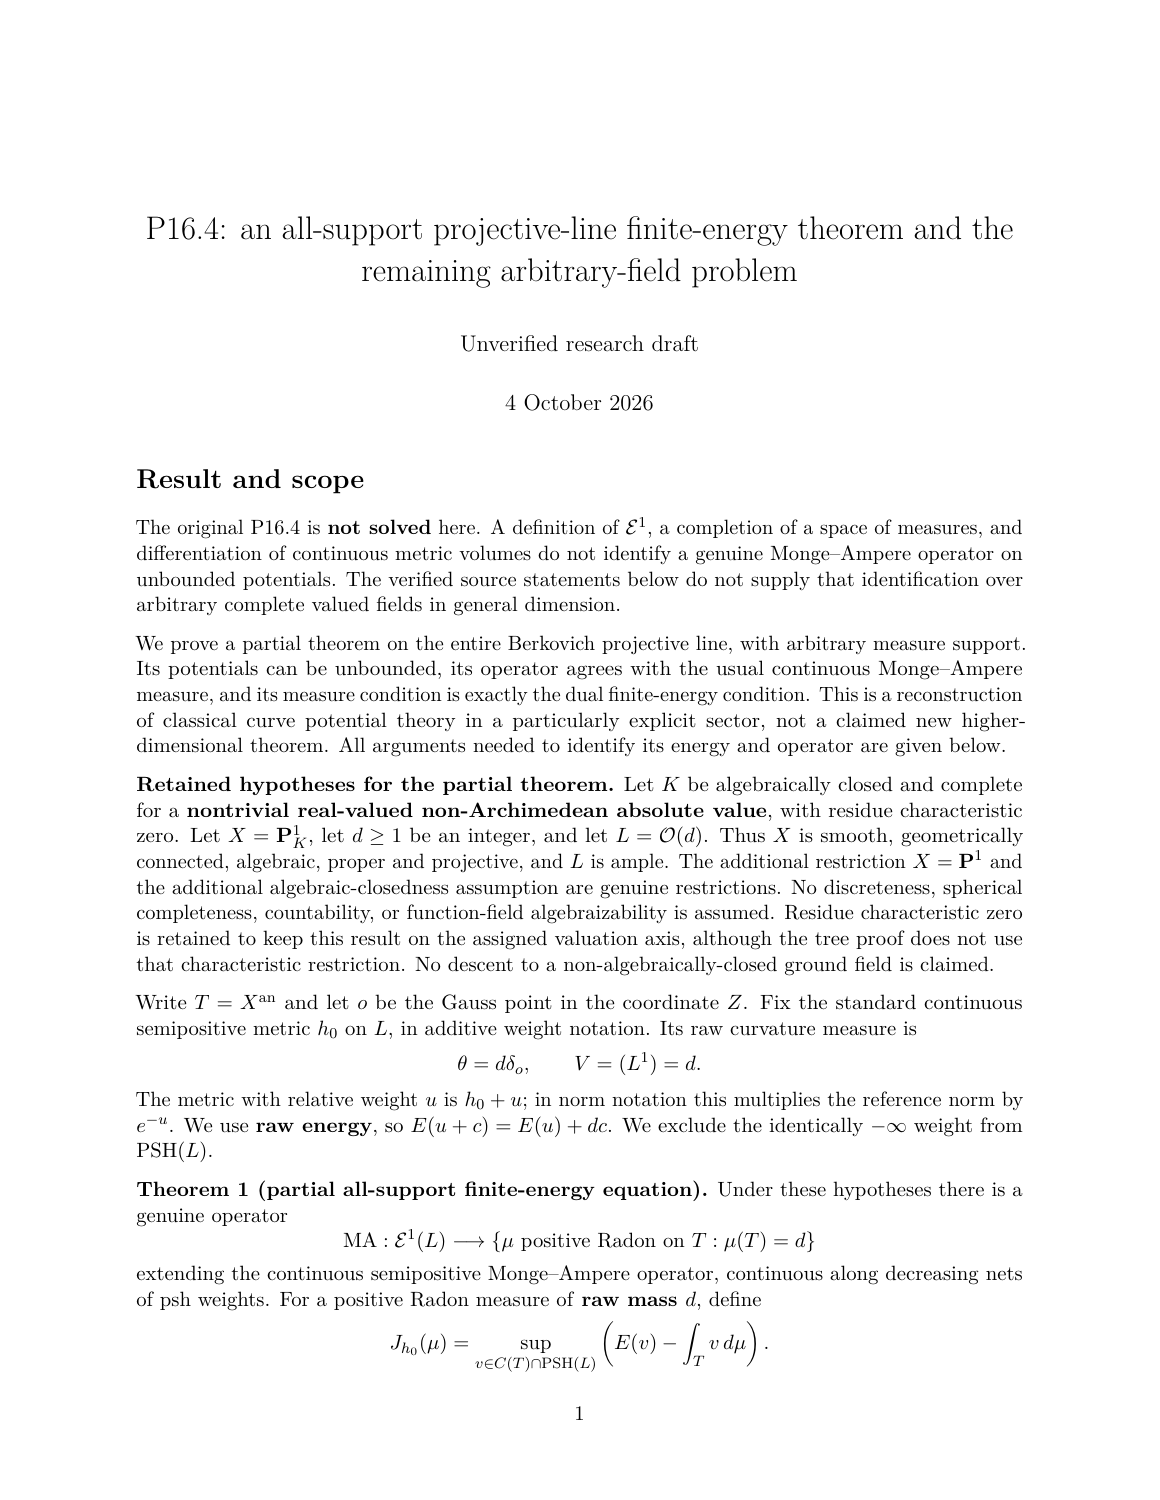 P16.4: an all-support projective-line finite-energy theorem and the
remaining arbitrary-field problem
Unverified research draft
4 October 2026
Result and scope
The original P16.4 is not solved here. A definition of ℰ¹, a completion of a space of measures, and
differentiation of continuous metric volumes do not identify a genuine Monge–Ampere operator on
unbounded potentials. The verified source statements below do not supply that identification over
arbitrary complete valued fields in general dimension.
We prove a partial theorem on the entire Berkovich projective line, with arbitrary measure support.
Its potentials can be unbounded, its operator agrees with the usual continuous Monge–Ampere
measure, and its measure condition is exactly the dual finite-energy condition. This is a reconstruction
of classical curve potential theory in a particularly explicit sector, not a claimed new higher-
dimensional theorem. All arguments needed to identify its energy and operator are given below.
Retained hypotheses for the partial theorem. Let K be algebraically closed and complete
for a nontrivial real-valued non-Archimedean absolute value, with residue characteristic
zero. Let X = P¹_K, let d ≥ 1 be an integer, and let L = 𝒪(d). Thus X is smooth, geometrically
connected, algebraic, proper and projective, and L is ample. The additional restriction X = P¹ and
the additional algebraic-closedness assumption are genuine restrictions. No discreteness, spherical
completeness, countability, or function-field algebraizability is assumed. Residue characteristic zero
is retained to keep this result on the assigned valuation axis, although the tree proof does not use
that characteristic restriction. No descent to a non-algebraically-closed ground field is claimed.
Write T = X^an and let o be the Gauss point in the coordinate Z. Fix the standard continuous
semipositive metric h₀ on L, in additive weight notation. Its raw curvature measure is
θ = dδ_o, V = (L¹) = d.
The metric with relative weight u is h₀ + u; in norm notation this multiplies the reference norm by
e^{−u}. We use raw energy, so E(u + c) = E(u) + dc. We exclude the identically −∞ weight from
PSH(L).
Theorem 1 (partial all-support finite-energy equation). Under these hypotheses there is a
genuine operator
MA : ℰ¹(L) ⟶ {μ positive Radon on T : μ(T) = d}
extending the continuous semipositive Monge–Ampere operator, continuous along decreasing nets
of psh weights. For a positive Radon measure of raw mass d, define
J_{h₀}(μ) = sup_{v∈C(T)∩PSH(L)} (E(v) − ∫_T v dμ).
1